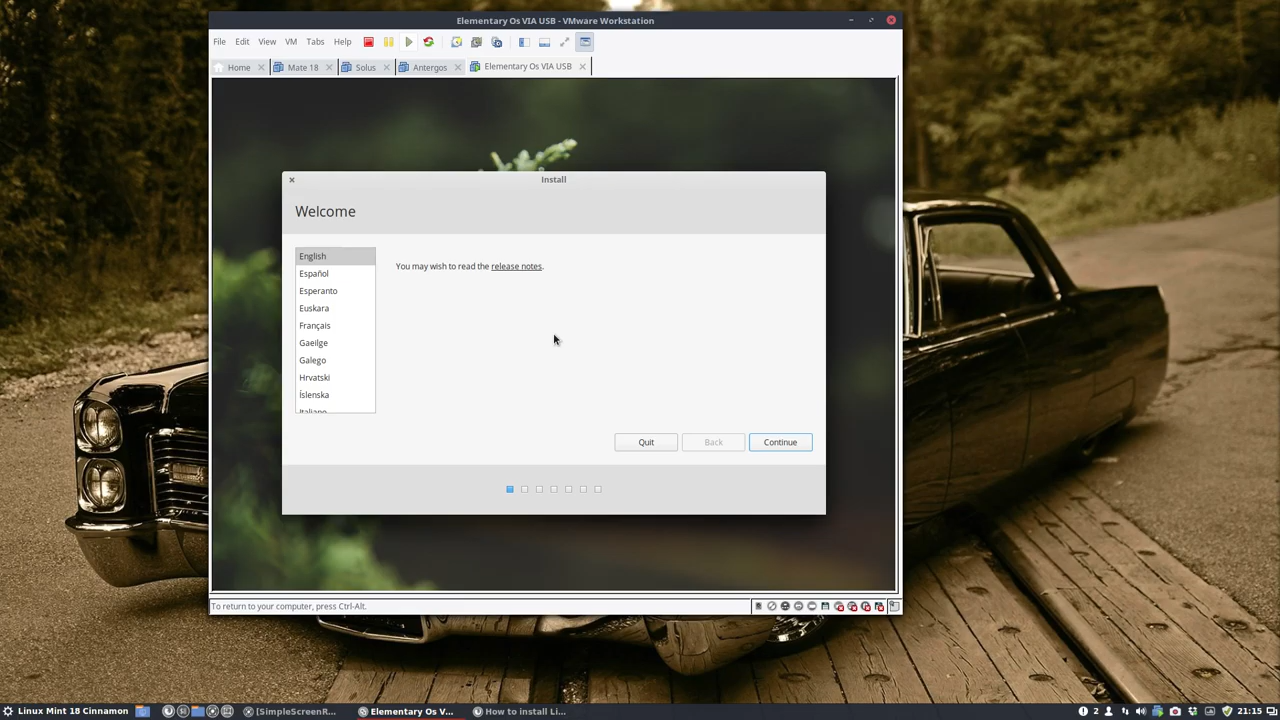 Elementary Os VIA USB - VMware Workstation
File Edit View VM Tabs Help
Home Mate 18 Solus Antergos Elementary Os VIA USB
Install
Welcome
English
Español
Esperanto
Euskara
Français
Gaeilge
Galego
Hrvatski
Íslenska
Italiano
You may wish to read the release notes.
Quit Back Continue
To return to your computer, press Ctrl-Alt.
Linux Mint 18 Cinnamon [SimpleScreenR... Elementary Os V... How to install Li... 2 21:15